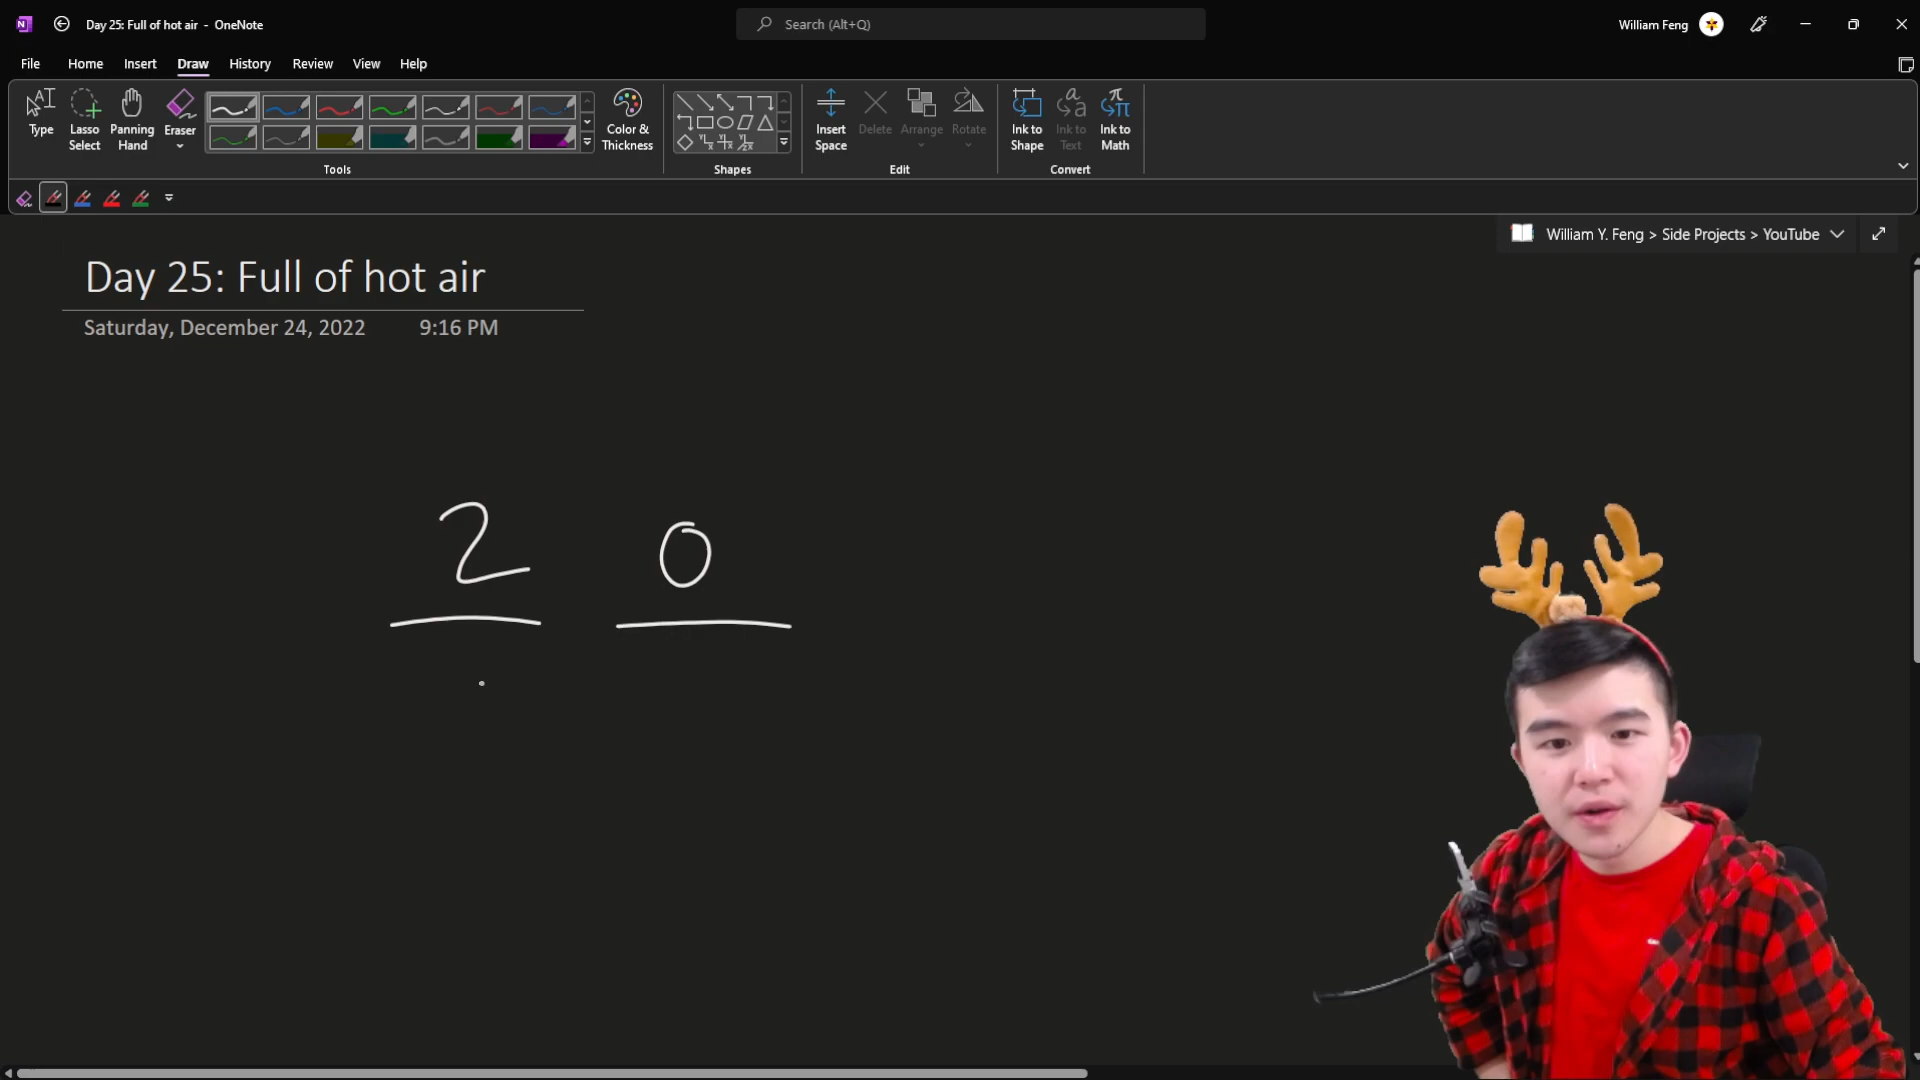 Day 25: Full of hot air - OneNote
Search (Alt+Q)
William Feng
File Home Insert Draw History Review View Help
Type
Lasso Select
Panning Hand
Eraser
Color & Thickness
Insert Space
Delete
Arrange
Rotate
Ink to Shape
Ink to Text
Ink to Math
Tools Shapes Edit Convert
William Y. Feng > Side Projects > YouTube
Day 25: Full of hot air
Saturday, December 24, 2022 9:16 PM
2 0